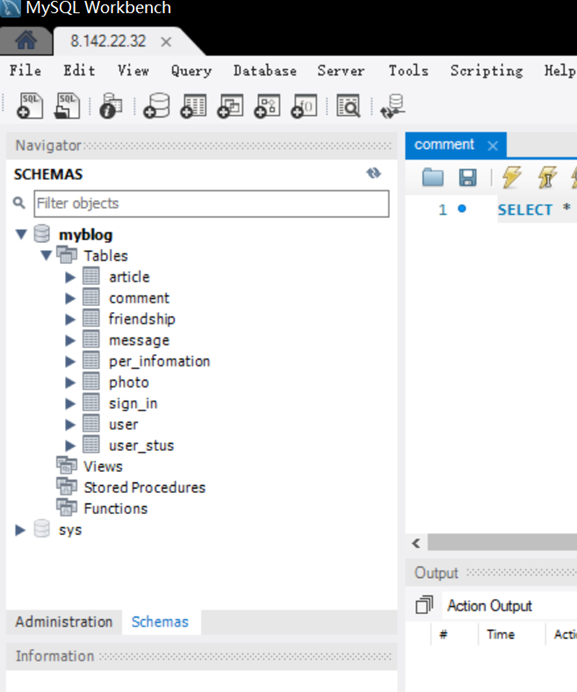 MySQL Workbench
8.142.22.32
File Edit View Query Database Server Tools Scripting Help
Navigator
comment
SCHEMAS
Filter objects
1 SELECT *
myblog
Tables
article
comment
friendship
message
per_infomation
photo
sign_in
user
user_stus
Views
Stored Procedures
Functions
sys
Output
Action Output
Administration Schemas
# Time
Information